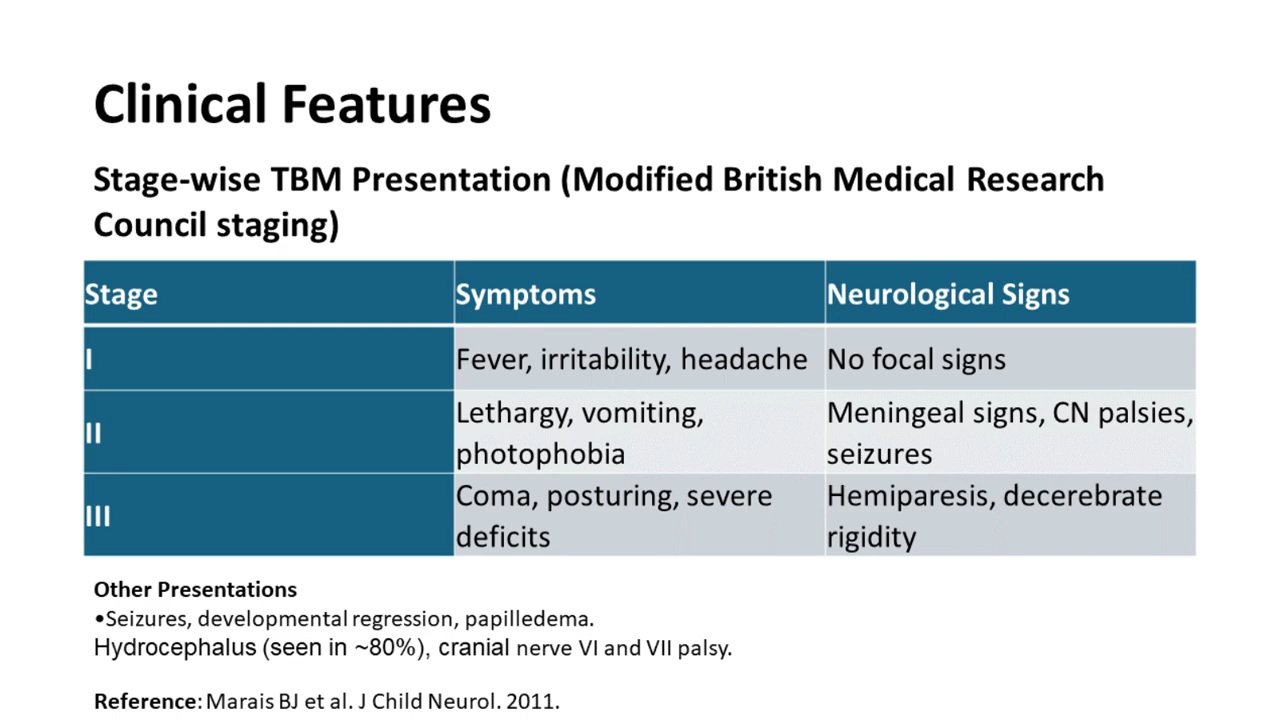 Clinical Features
Stage-wise TBM Presentation (Modified British Medical Research
Council staging)
Stage Symptoms Neurological Signs
I Fever, irritability, headache No focal signs
II Lethargy, vomiting, photophobia Meningeal signs, CN palsies, seizures
III Coma, posturing, severe deficits Hemiparesis, decerebrate rigidity
Other Presentations
•Seizures, developmental regression, papilledema.
Hydrocephalus (seen in ~80%), cranial nerve VI and VII palsy.
Reference: Marais BJ et al. J Child Neurol. 2011.